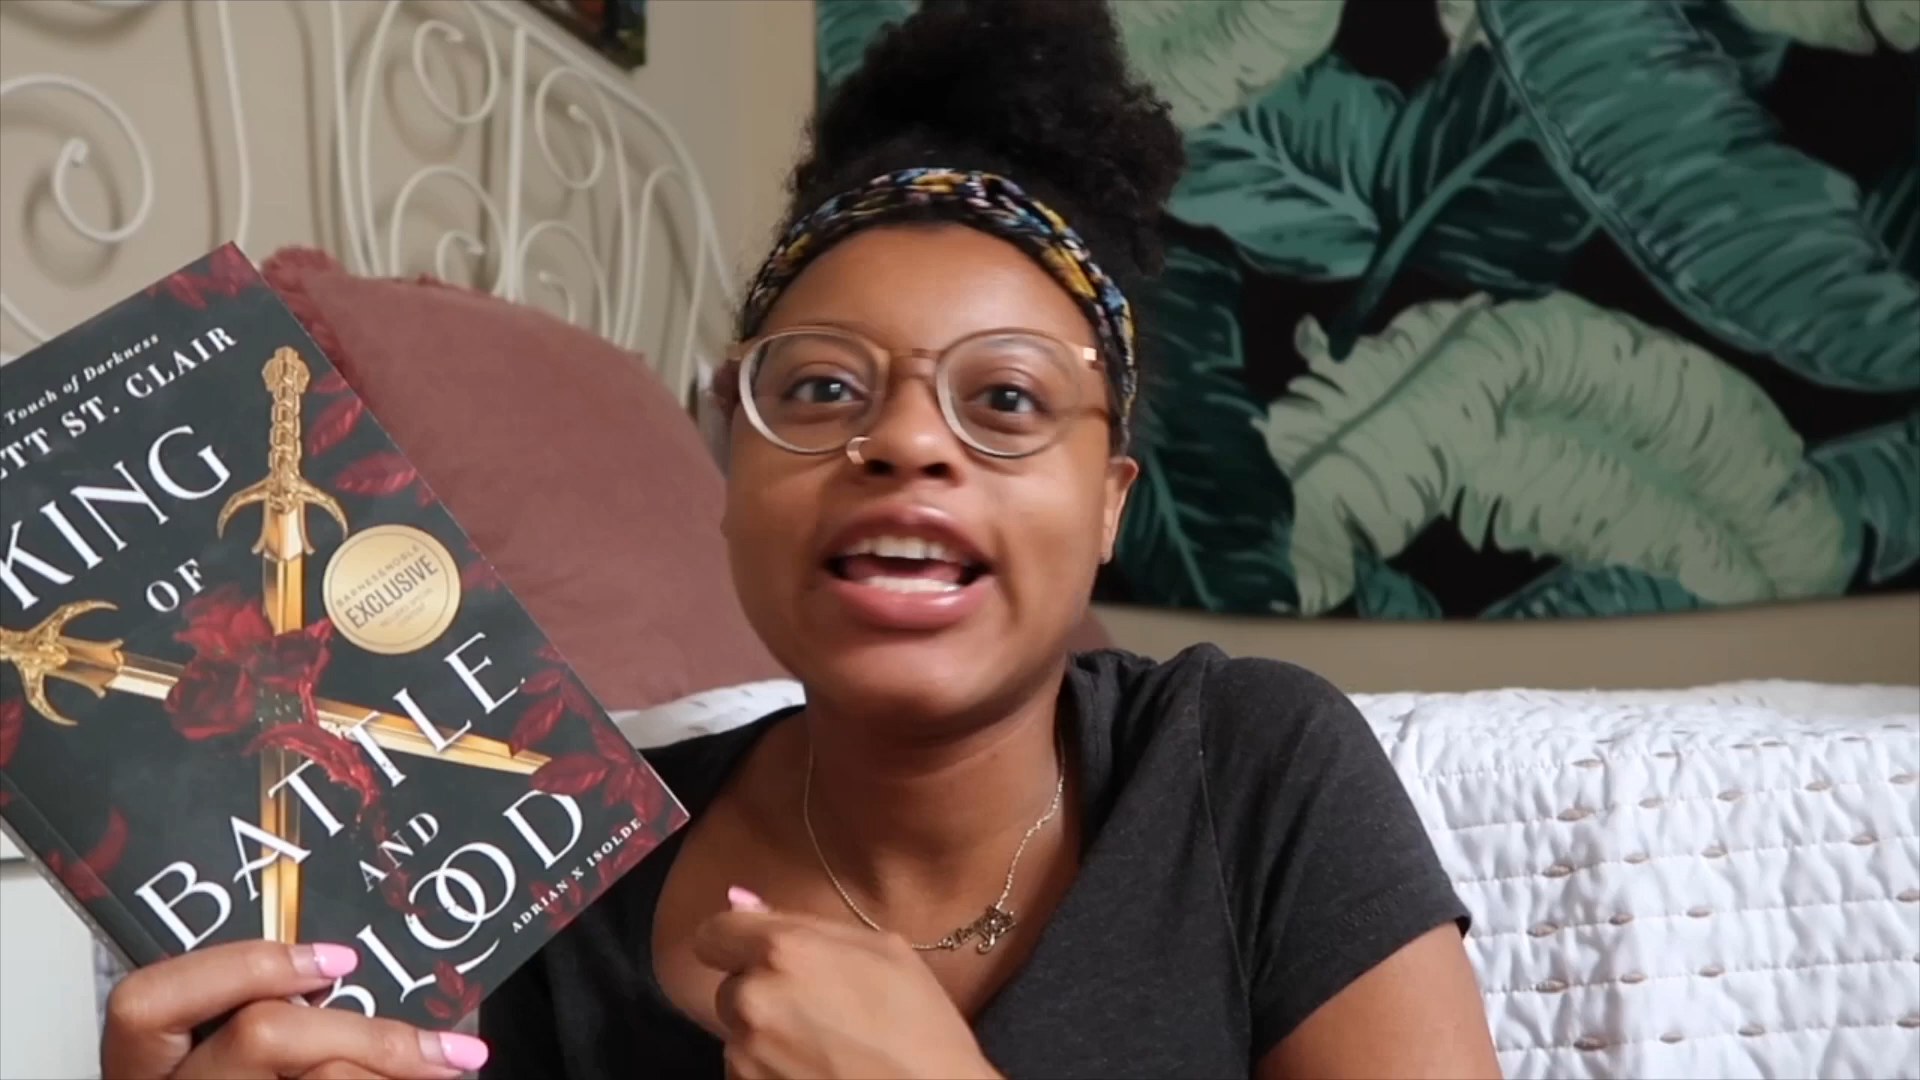 Touch of Darkness
ETT ST. CLAIR
KING
OF
BARNES & NOBLE
EXCLUSIVE
BATTLE
AND
BLOOD
ADRIAN X ISOLDE